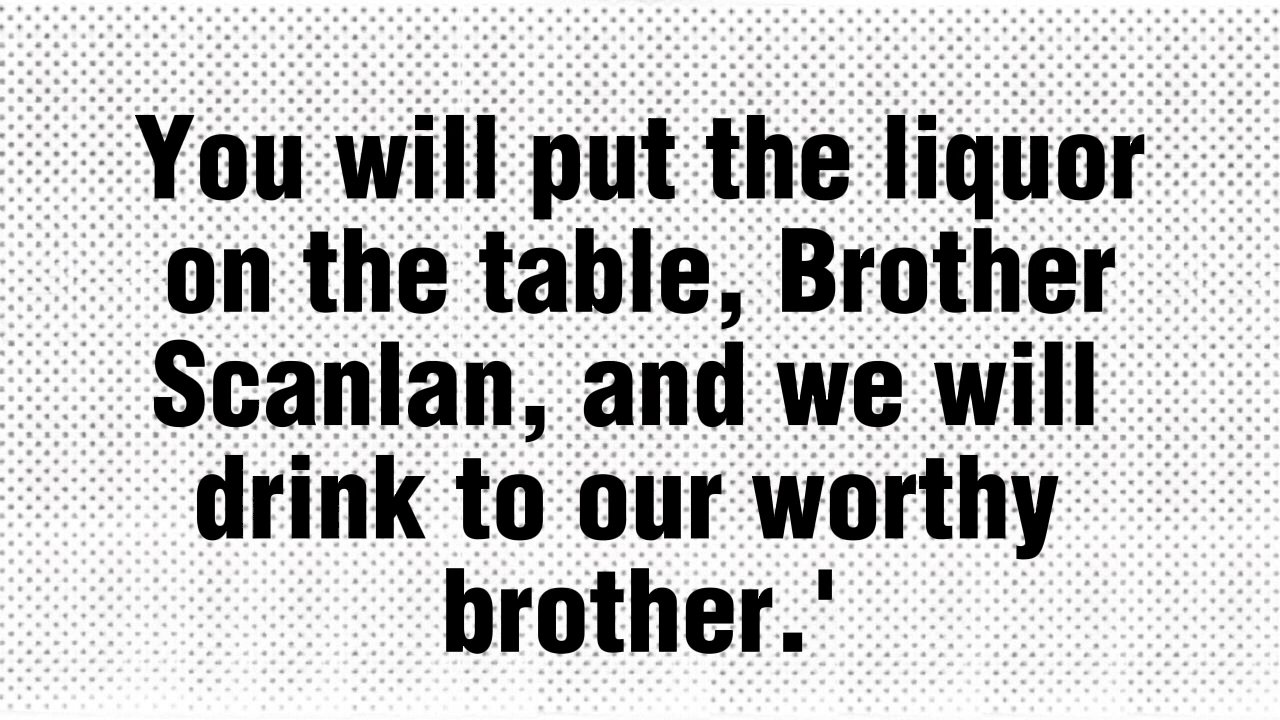 You will put the liquor
on the table, Brother
Scanlan, and we will
drink to our worthy
brother.'